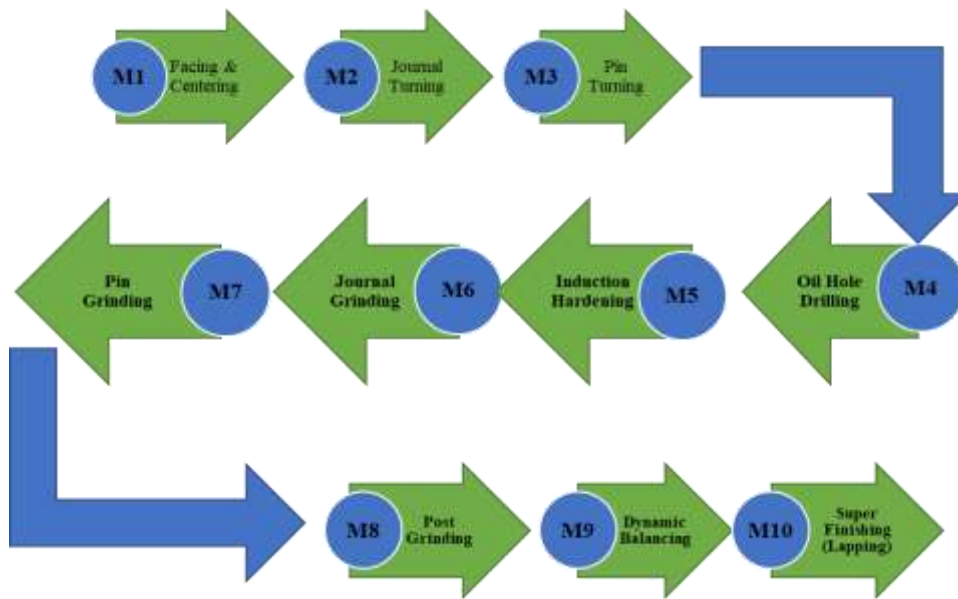 M1
Facing &
Centering
M2
Journal
Turning
M3
Pin
Turning
M4
Oil Hole
Drilling
M5
Induction
Hardening
M6
Journal
Grinding
M7
Pin
Grinding
M8
Post
Grinding
M9
Dynamic
Balancing
M10
Super
Finishing
(Lapping)